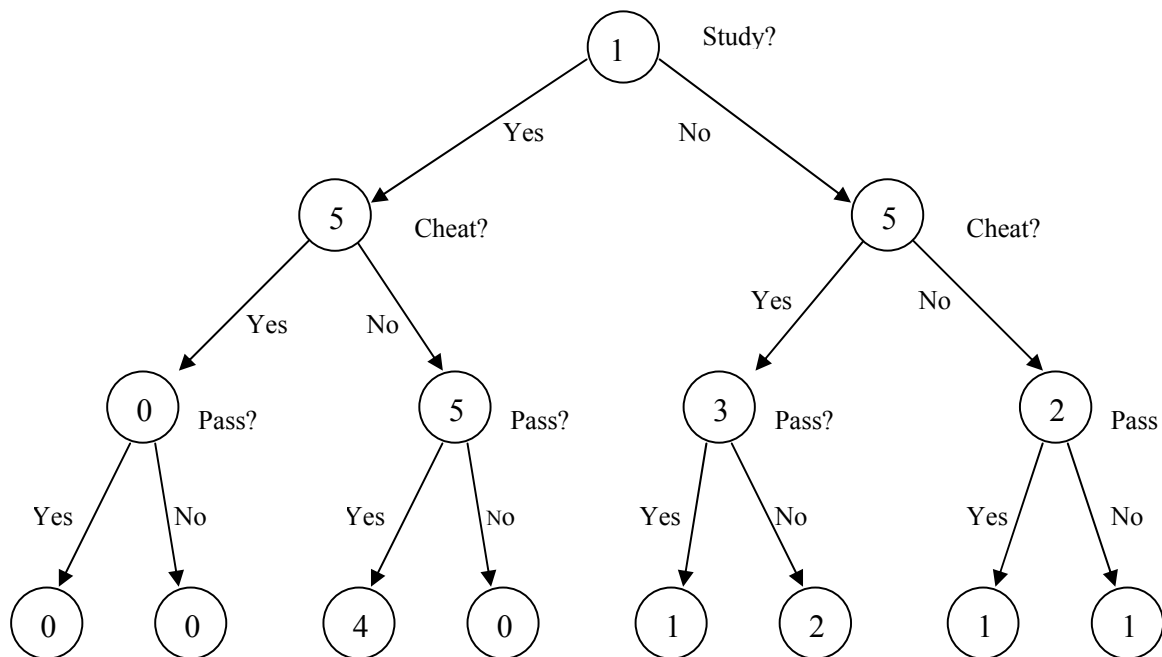 1 Study?
Yes No
5 Cheat? 5 Cheat?
Yes No Yes No
0 Pass? 5 Pass? 3 Pass? 2 Pass
Yes No Yes No Yes No Yes No
0 0 4 0 1 2 1 1